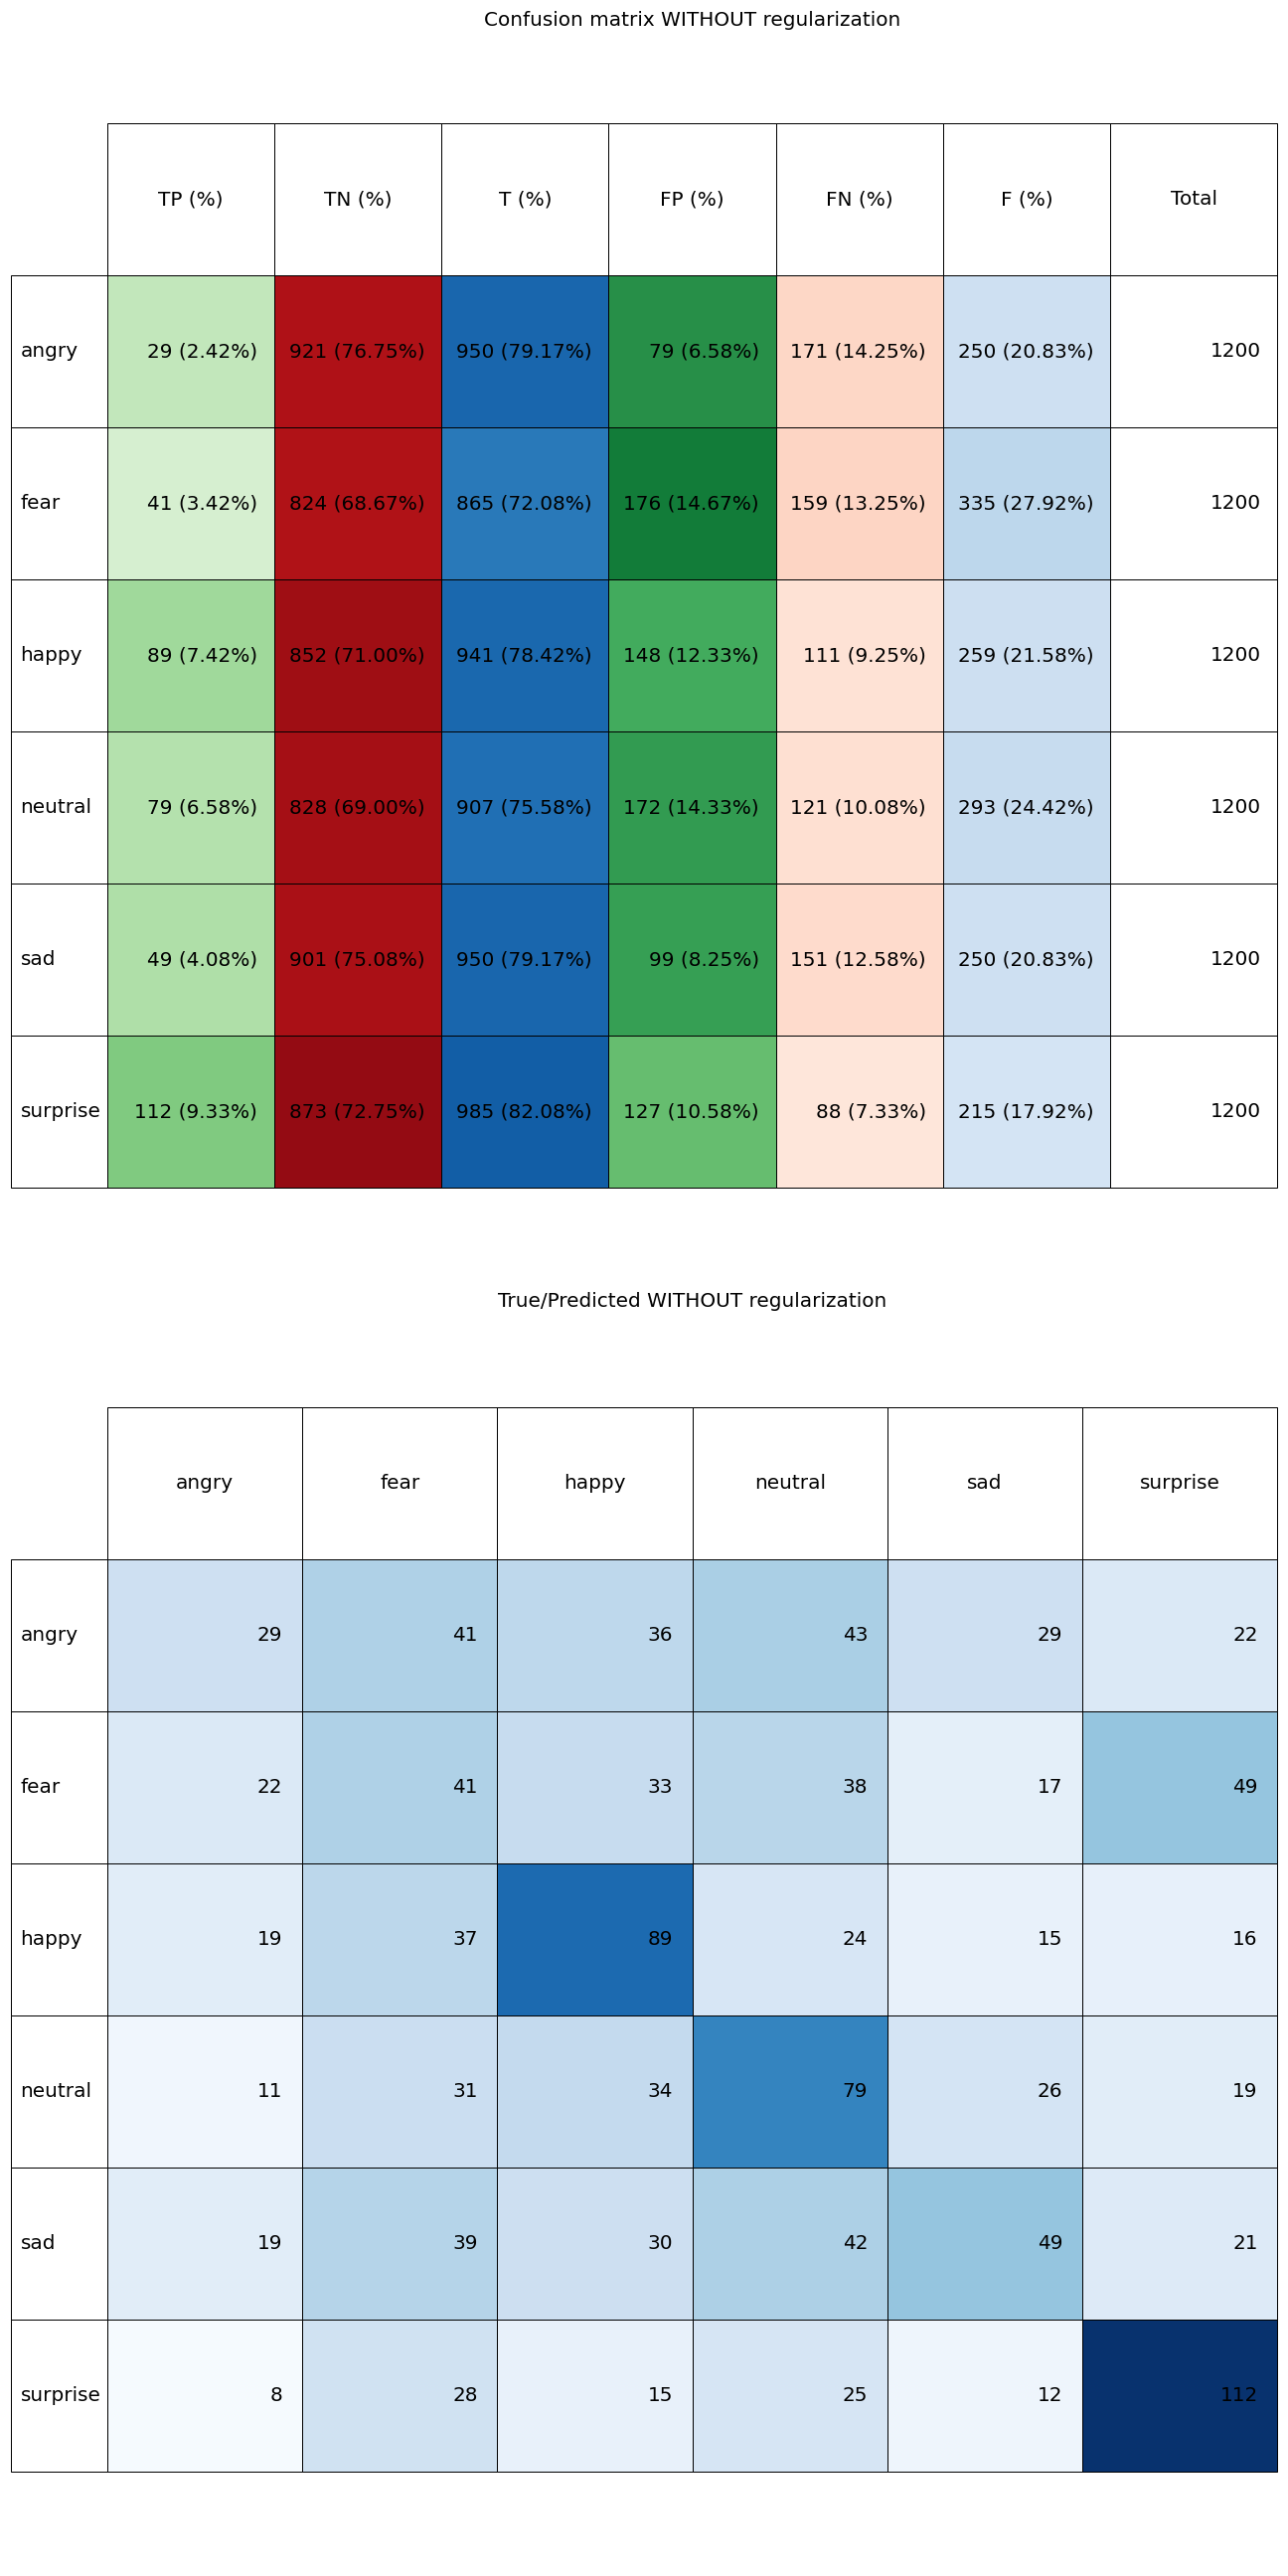 Confusion matrix WITHOUT regularization
TP (%) TN (%) T (%) FP (%) FN (%) F (%) Total
angry 29 (2.42%) 921 (76.75%) 950 (79.17%) 79 (6.58%) 171 (14.25%) 250 (20.83%) 1200
fear 41 (3.42%) 824 (68.67%) 865 (72.08%) 176 (14.67%) 159 (13.25%) 335 (27.92%) 1200
happy 89 (7.42%) 852 (71.00%) 941 (78.42%) 148 (12.33%) 111 (9.25%) 259 (21.58%) 1200
neutral 79 (6.58%) 828 (69.00%) 907 (75.58%) 172 (14.33%) 121 (10.08%) 293 (24.42%) 1200
sad 49 (4.08%) 901 (75.08%) 950 (79.17%) 99 (8.25%) 151 (12.58%) 250 (20.83%) 1200
surprise 112 (9.33%) 873 (72.75%) 985 (82.08%) 127 (10.58%) 88 (7.33%) 215 (17.92%) 1200
True/Predicted WITHOUT regularization
angry fear happy neutral sad surprise
angry 29 41 36 43 29 22
fear 22 41 33 38 17 49
happy 19 37 89 24 15 16
neutral 11 31 34 79 26 19
sad 19 39 30 42 49 21
surprise 8 28 15 25 12 112